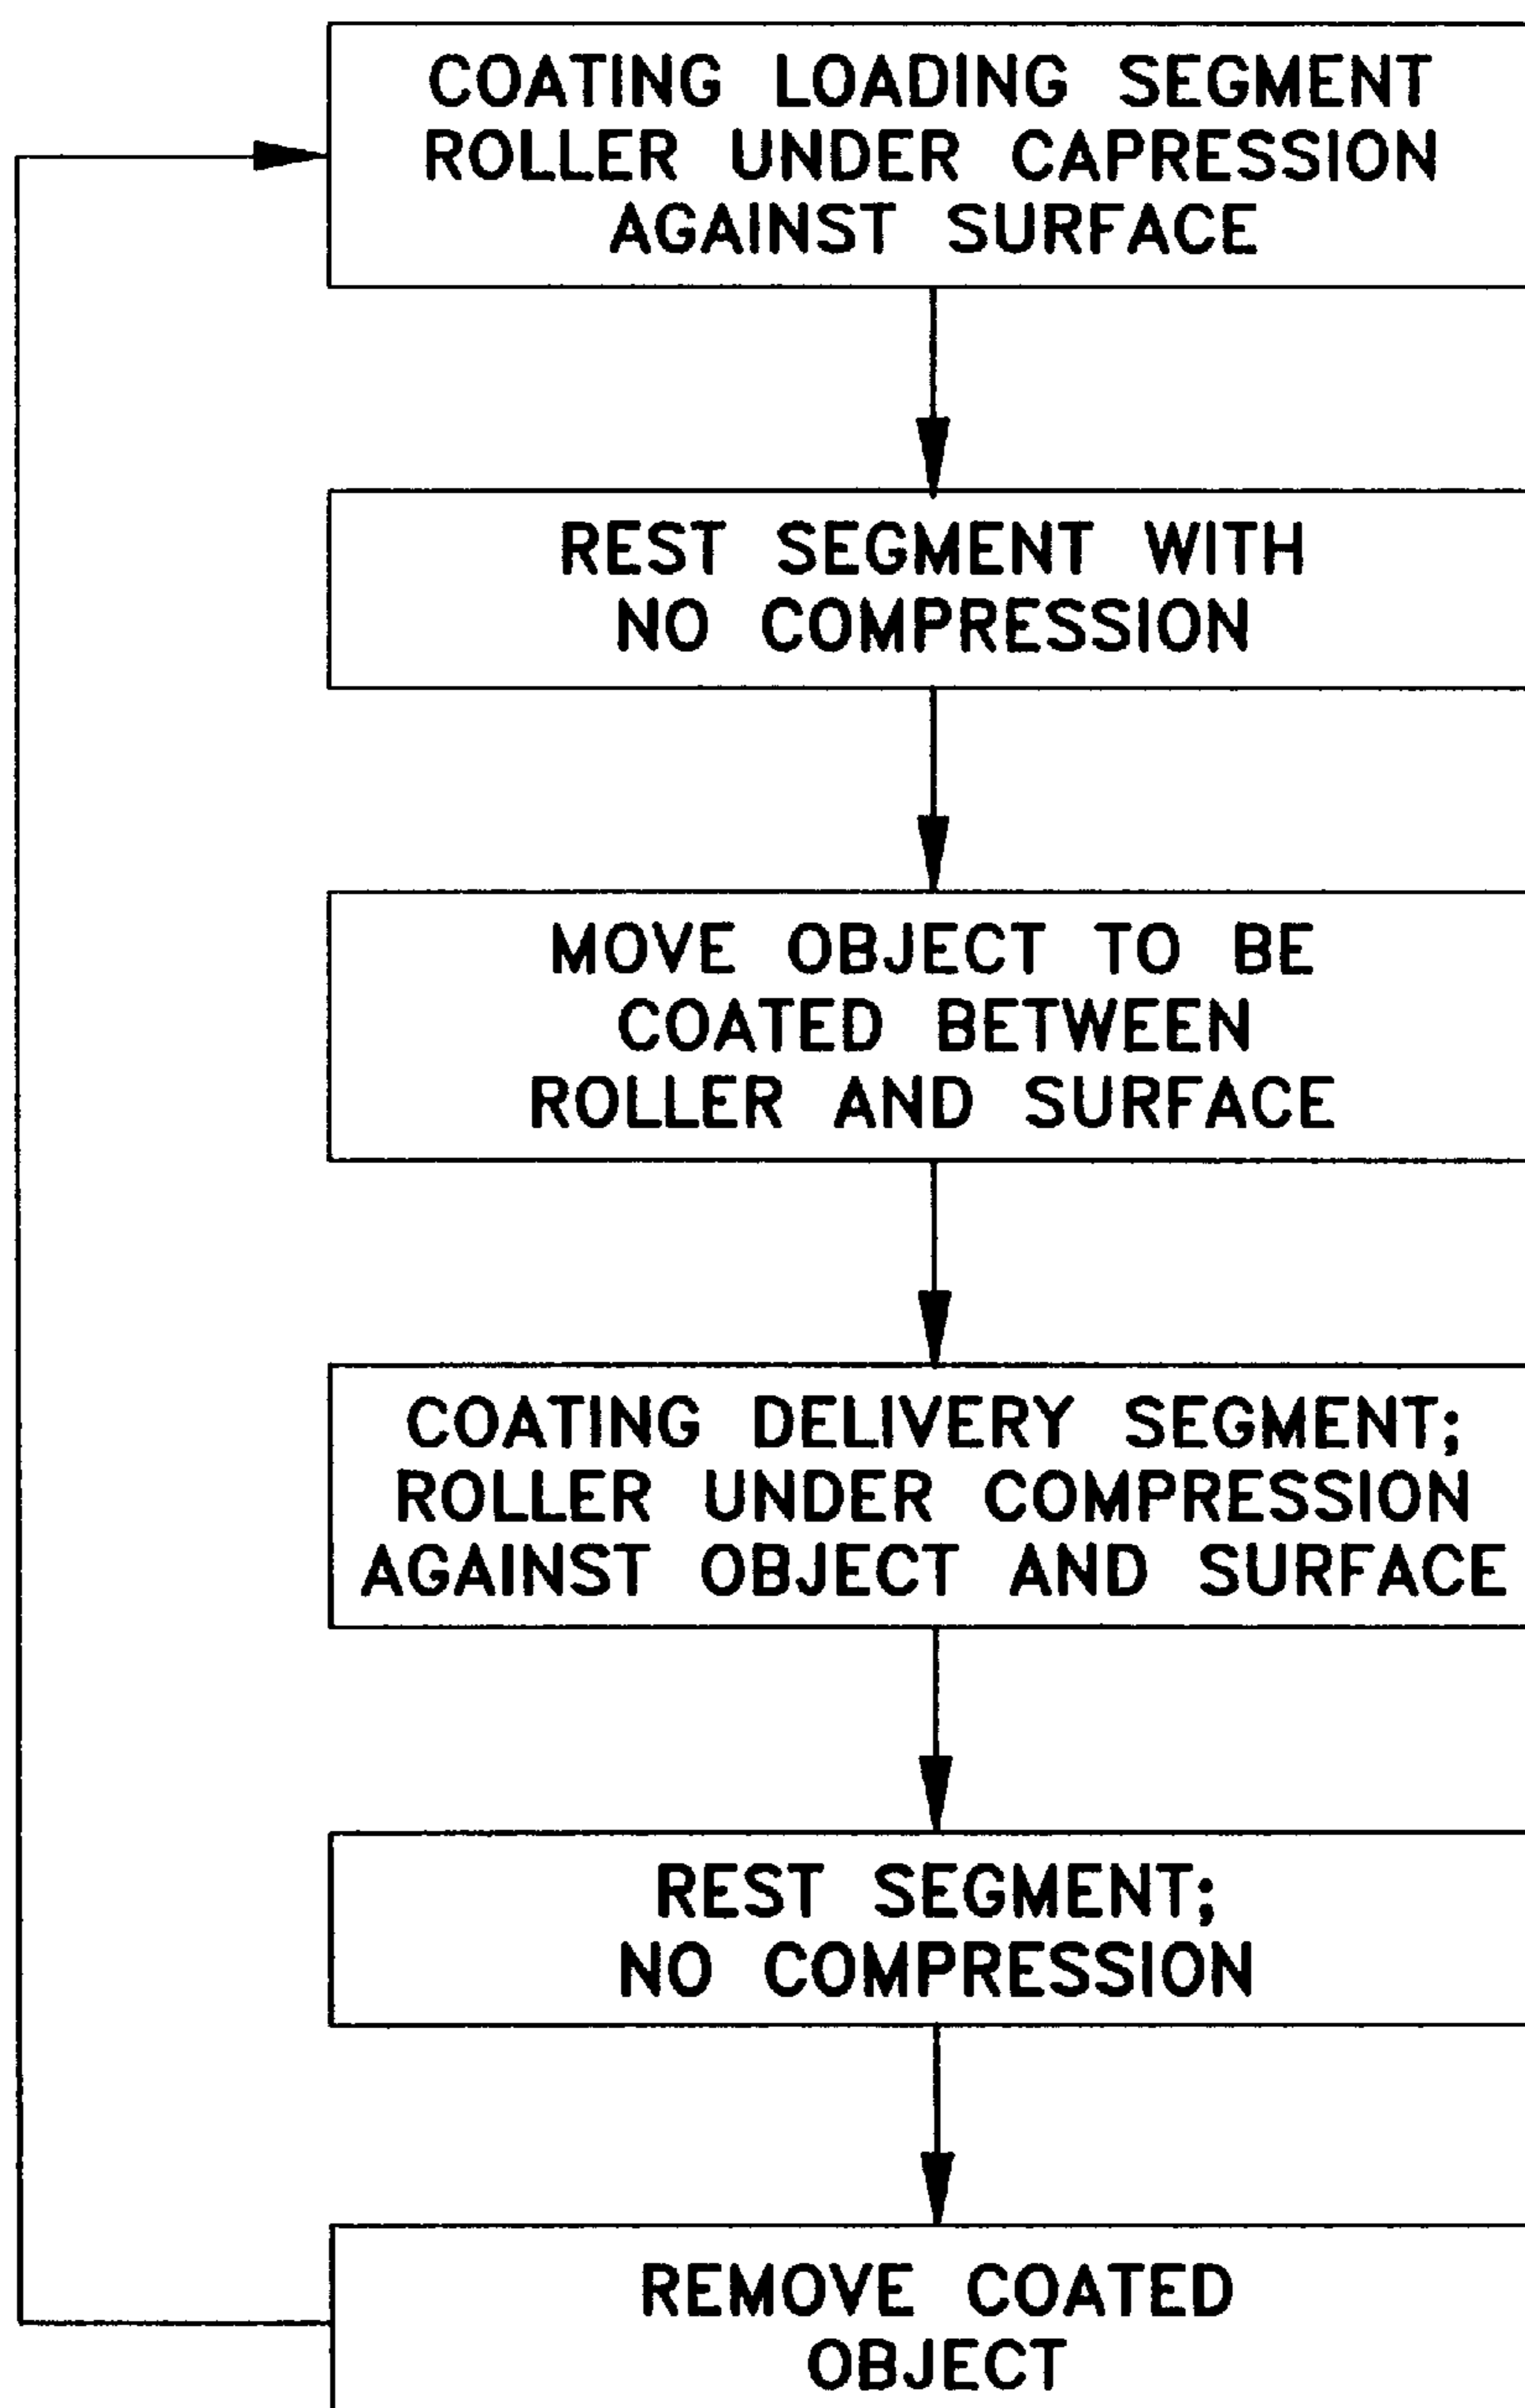 COATING LOADING SEGMENT
ROLLER UNDER CAPRESSION
AGAINST SURFACE
REST SEGMENT WITH
NO COMPRESSION
MOVE OBJECT TO BE
COATED BETWEEN
ROLLER AND SURFACE
COATING DELIVERY SEGMENT;
ROLLER UNDER COMPRESSION
AGAINST OBJECT AND SURFACE
REST SEGMENT;
NO COMPRESSION
REMOVE COATED
OBJECT